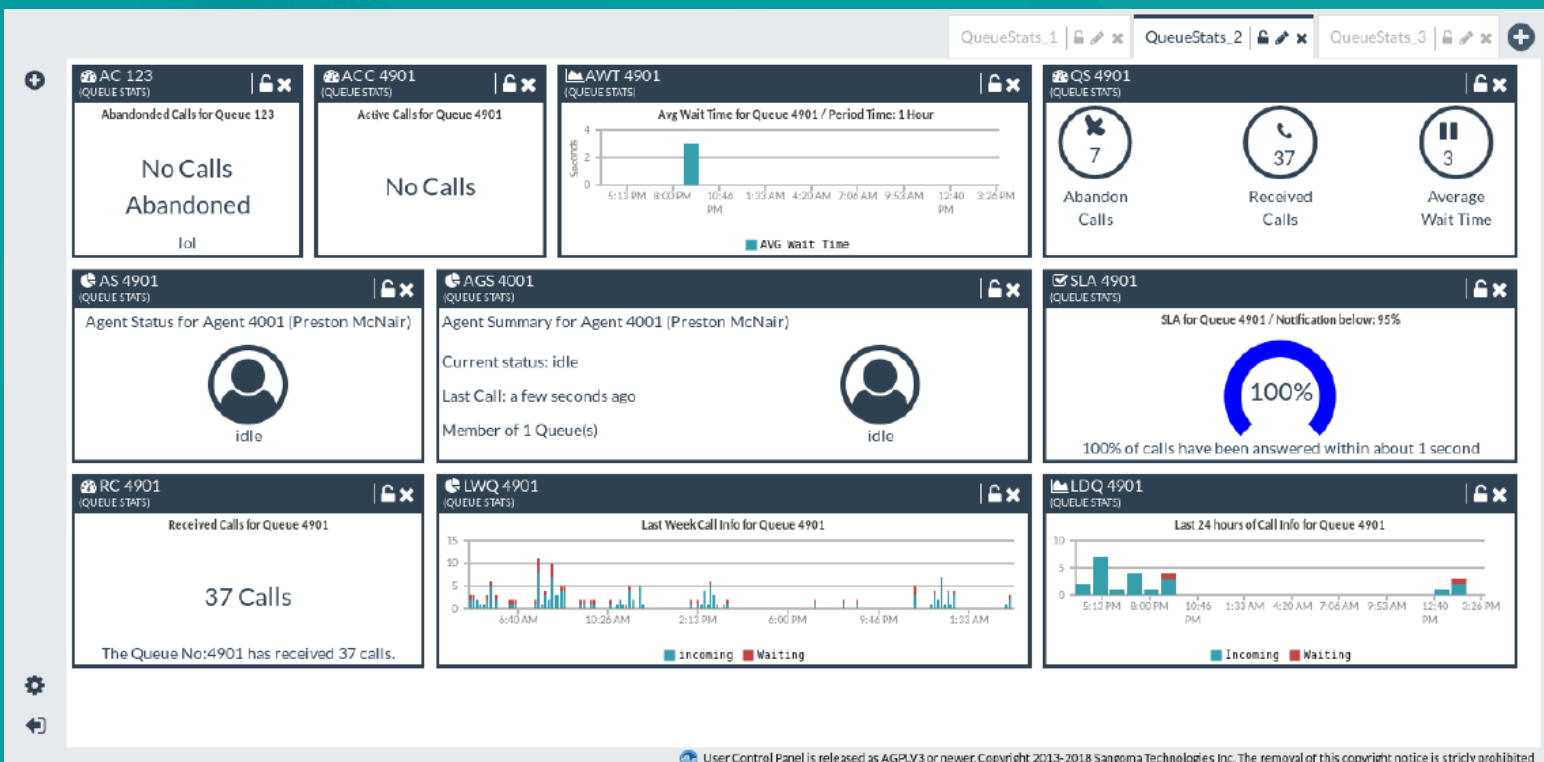 QueueStats_1
QueueStats_2
QueueStats_3
AC 123
(QUEUE STATS)
Abandonded Calls for Queue 123
No Calls
Abandoned
lol
ACC 4901
(QUEUE STATS)
Active Calls for Queue 4901
No Calls
AWT 4901
(QUEUE STATS)
Avg Wait Time for Queue 4901 / Period Time: 1 Hour
Seconds
4
2
0
5:13 PM 8:00 PM 10:46 PM 1:33 AM 4:20 AM 7:06 AM 9:53 AM 12:40 PM 3:26 PM
AVG Wait Time
QS 4901
(QUEUE STATS)
7
Abandon
Calls
37
Received
Calls
3
Average
Wait Time
AS 4901
(QUEUE STATS)
Agent Status for Agent 4001 (Preston McNair)
idle
AGS 4001
(QUEUE STATS)
Agent Summary for Agent 4001 (Preston McNair)
Current status: idle
Last Call: a few seconds ago
Member of 1 Queue(s)
idle
SLA 4901
(QUEUE STATS)
SLA for Queue 4901 / Notification below: 95%
100%
100% of calls have been answered within about 1 second
RC 4901
(QUEUE STATS)
Received Calls for Queue 4901
37 Calls
The Queue No:4901 has received 37 calls.
LWQ 4901
(QUEUE STATS)
Last Week Call Info for Queue 4901
15
10
5
0
6:40 AM 10:26 AM 2:13 PM 6:00 PM 9:46 PM 1:33 AM
incoming Waiting
LDQ 4901
(QUEUE STATS)
Last 24 hours of Call Info for Queue 4901
10
5
0
5:13 PM 8:00 PM 10:46 PM 1:33 AM 4:20 AM 7:06 AM 9:53 AM 12:40 PM 3:26 PM
Incoming Waiting
User Control Panel is released as AGPLV3 or newer. Copyright 2013-2018 Sangoma Technologies Inc. The removal of this copyright notice is stricly prohibited